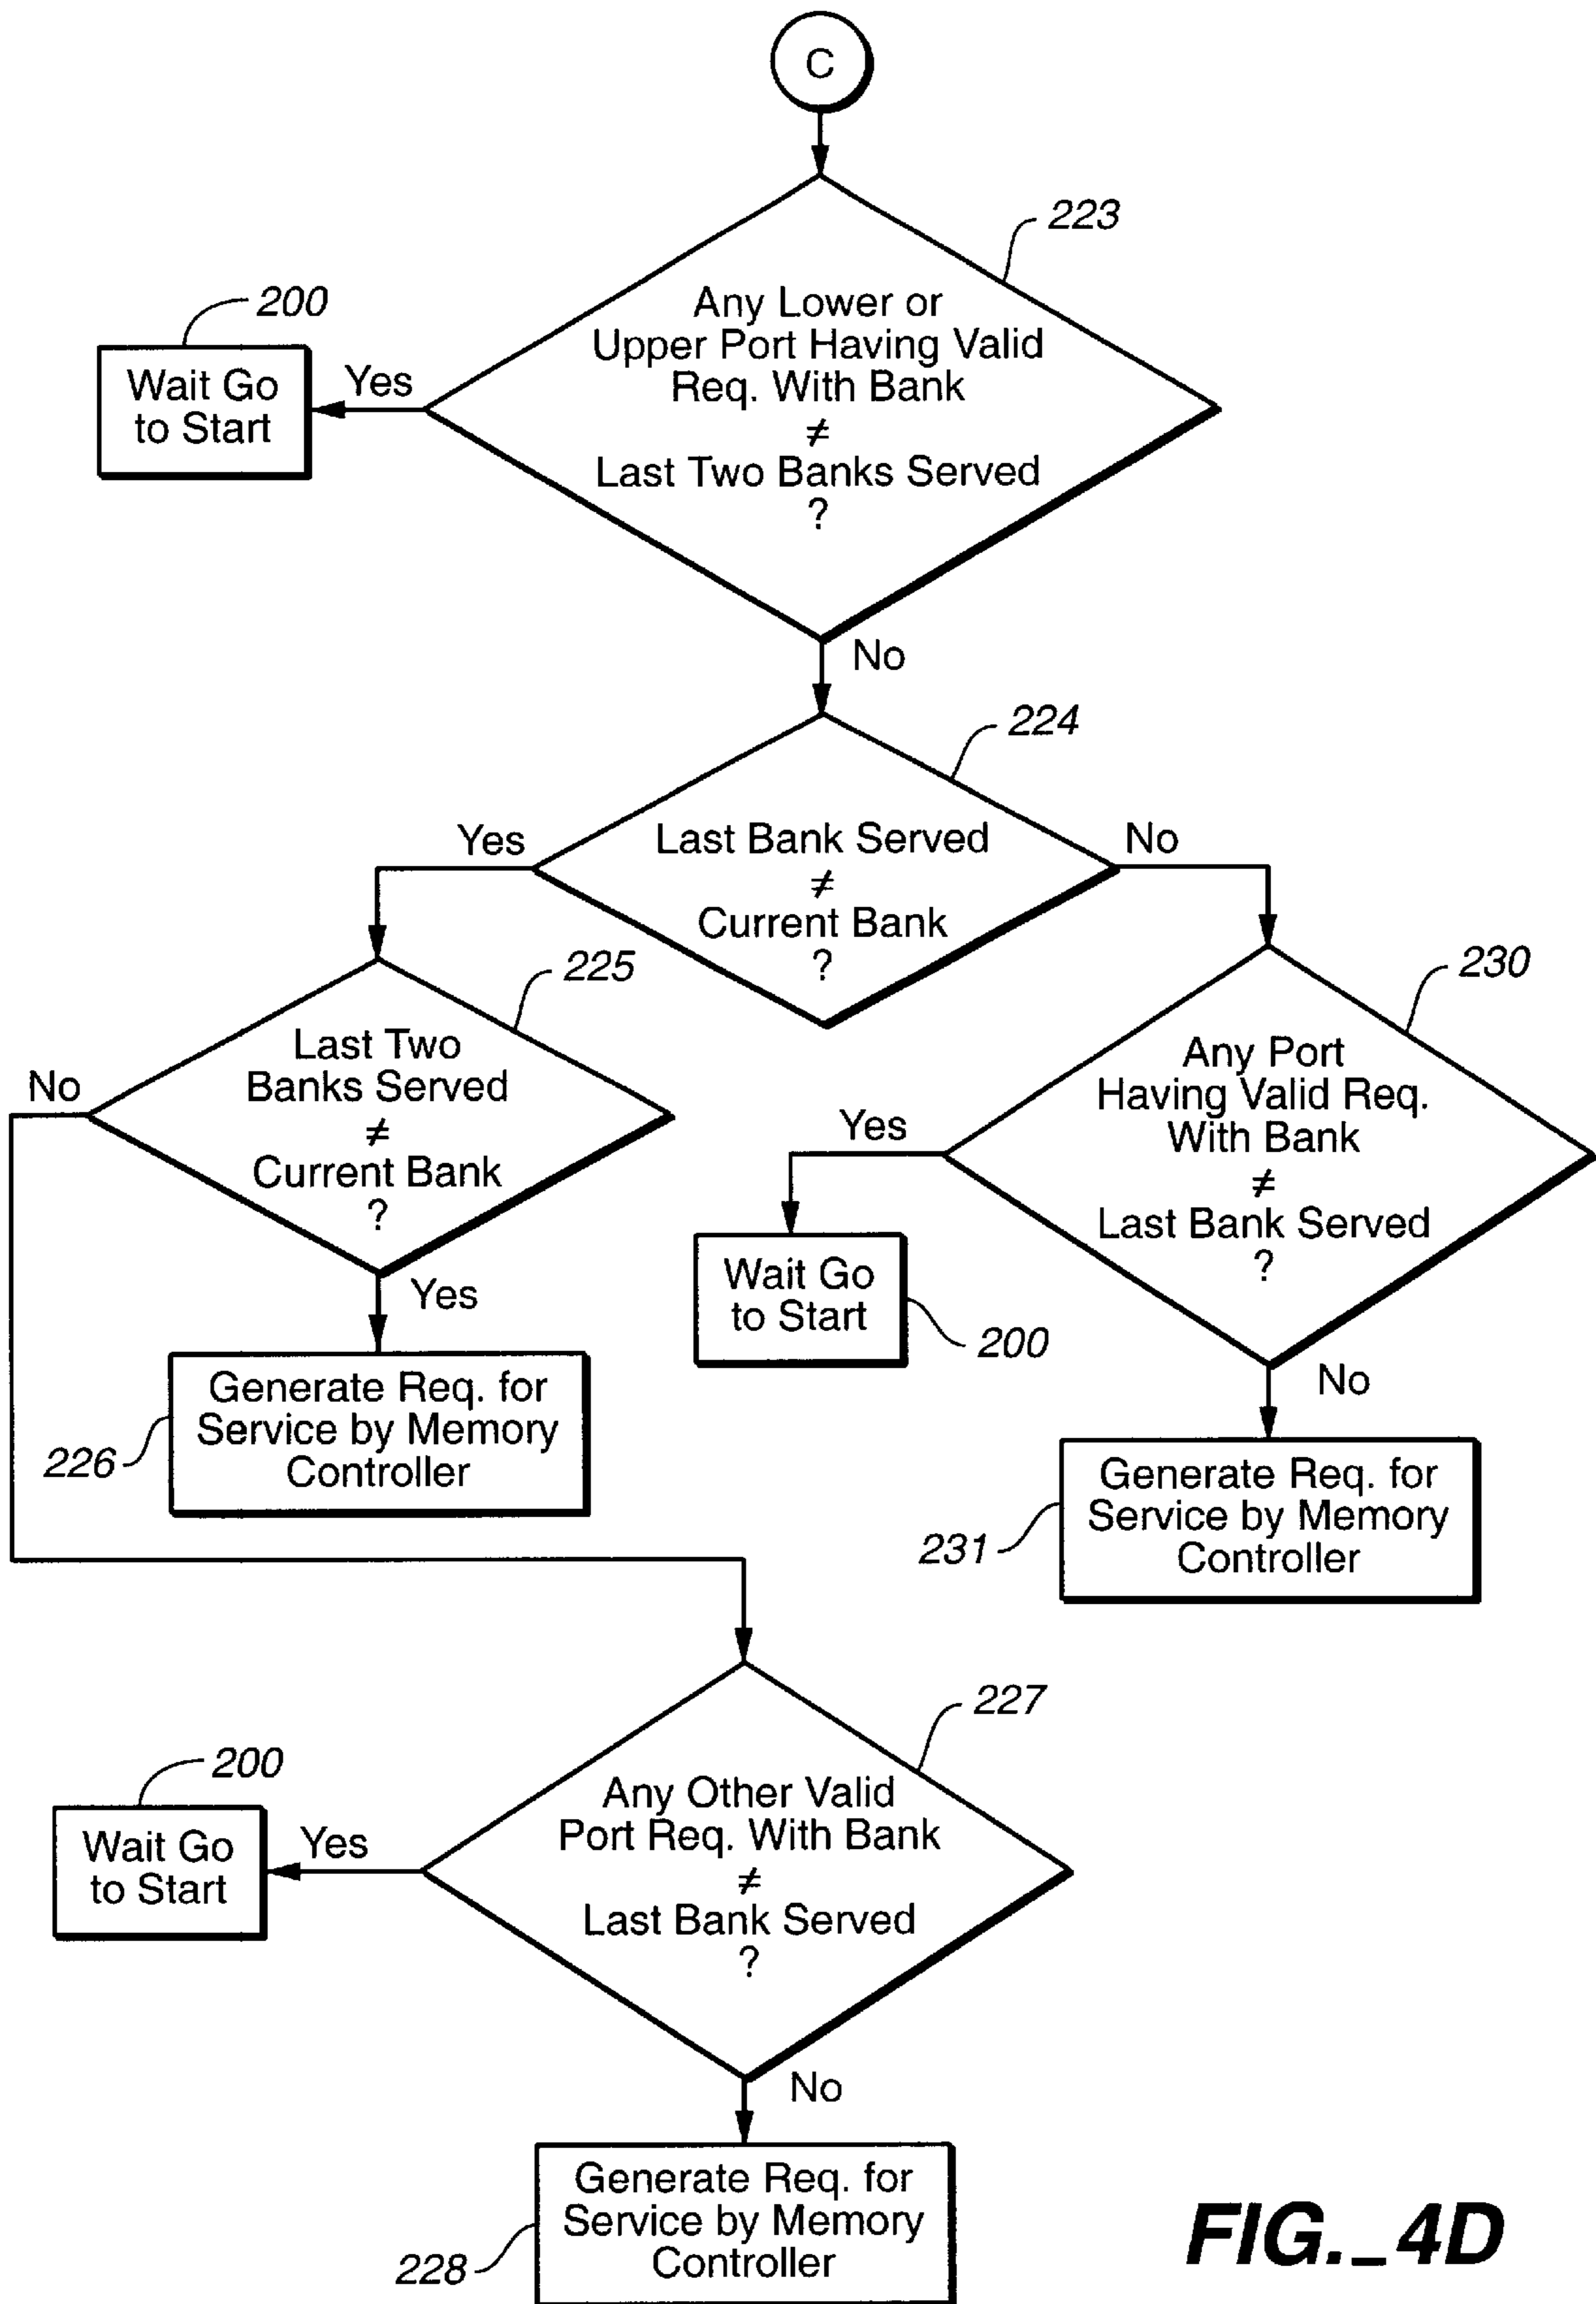 C
223
Any Lower or
Upper Port Having Valid
Req. With Bank
≠
Last Two Banks Served
?
200
Wait Go
to Start
Yes
No
224
Last Bank Served
≠
Current Bank
?
Yes
No
225
Last Two
Banks Served
≠
Current Bank
?
No
Yes
226
Generate Req. for
Service by Memory
Controller
230
Any Port
Having Valid Req.
With Bank
≠
Last Bank Served
?
Yes
Wait Go
to Start
200
No
231
Generate Req. for
Service by Memory
Controller
227
Any Other Valid
Port Req. With Bank
≠
Last Bank Served
?
200
Wait Go
to Start
Yes
No
228
Generate Req. for
Service by Memory
Controller
FIG._4D